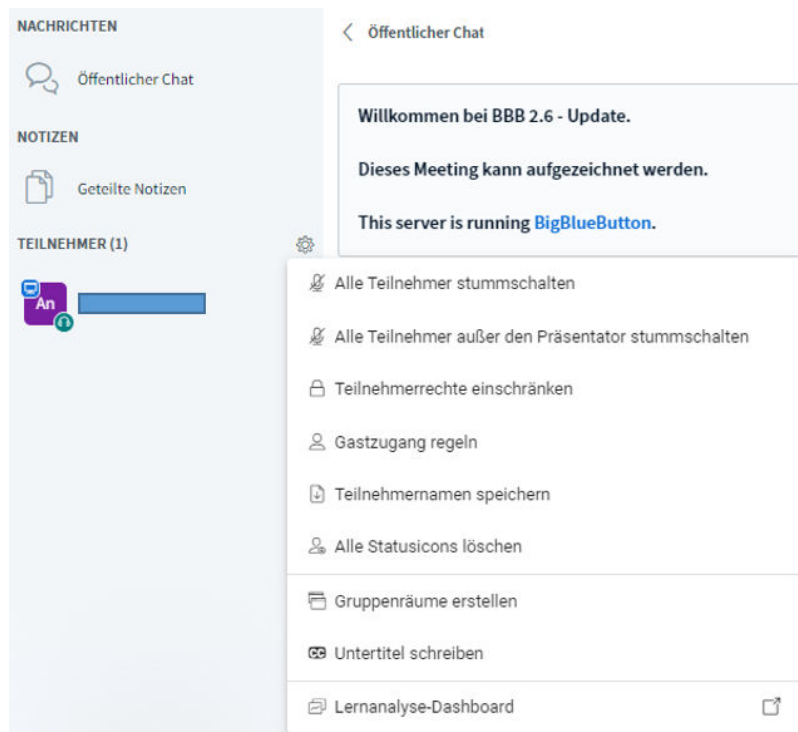 NACHRICHTEN
Öffentlicher Chat
NOTIZEN
Geteilte Notizen
TEILNEHMER (1)
An
Öffentlicher Chat
Willkommen bei BBB 2.6 - Update.
Dieses Meeting kann aufgezeichnet werden.
This server is running BigBlueButton.
Alle Teilnehmer stummschalten
Alle Teilnehmer außer den Präsentator stummschalten
Teilnehmerrechte einschränken
Gastzugang regeln
Teilnehmernamen speichern
Alle Statusicons löschen
Gruppenräume erstellen
CC Untertitel schreiben
Lernanalyse-Dashboard